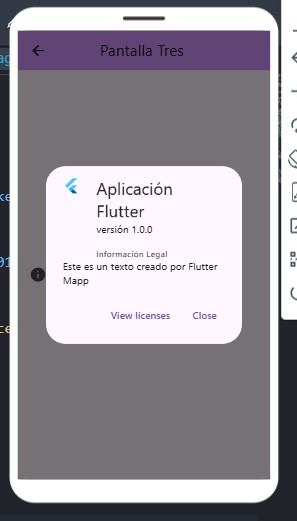 Pantalla Tres
Aplicación
Flutter
versión 1.0.0
Información Legal
Este es un texto creado por Flutter
Mapp
View licenses
Close